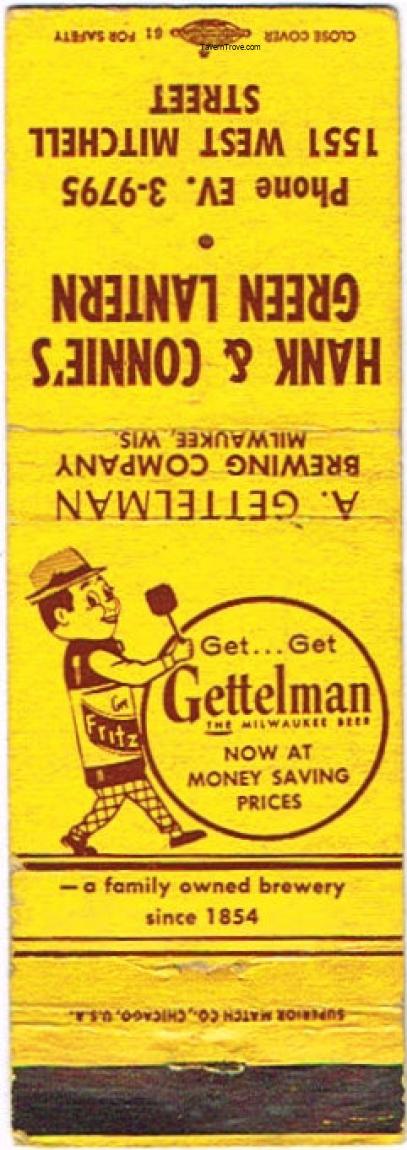 A. GETTELMAN
BREWING COMPANY
MILWAUKEE, WIS.
HANK & CONNIE'S
GREEN LANTERN
Phone EV. 3-9795
1551 WEST MITCHELL
STREET
CLOSE COVER FOR SAFETY
TavernTrove.com
Get...Get
Gettelman
THE MILWAUKEE BEER
NOW AT
MONEY SAVING
PRICES
Fritz
—a family owned brewery
since 1854
SUPERIOR MATCH CO., CHICAGO, U.S.A.